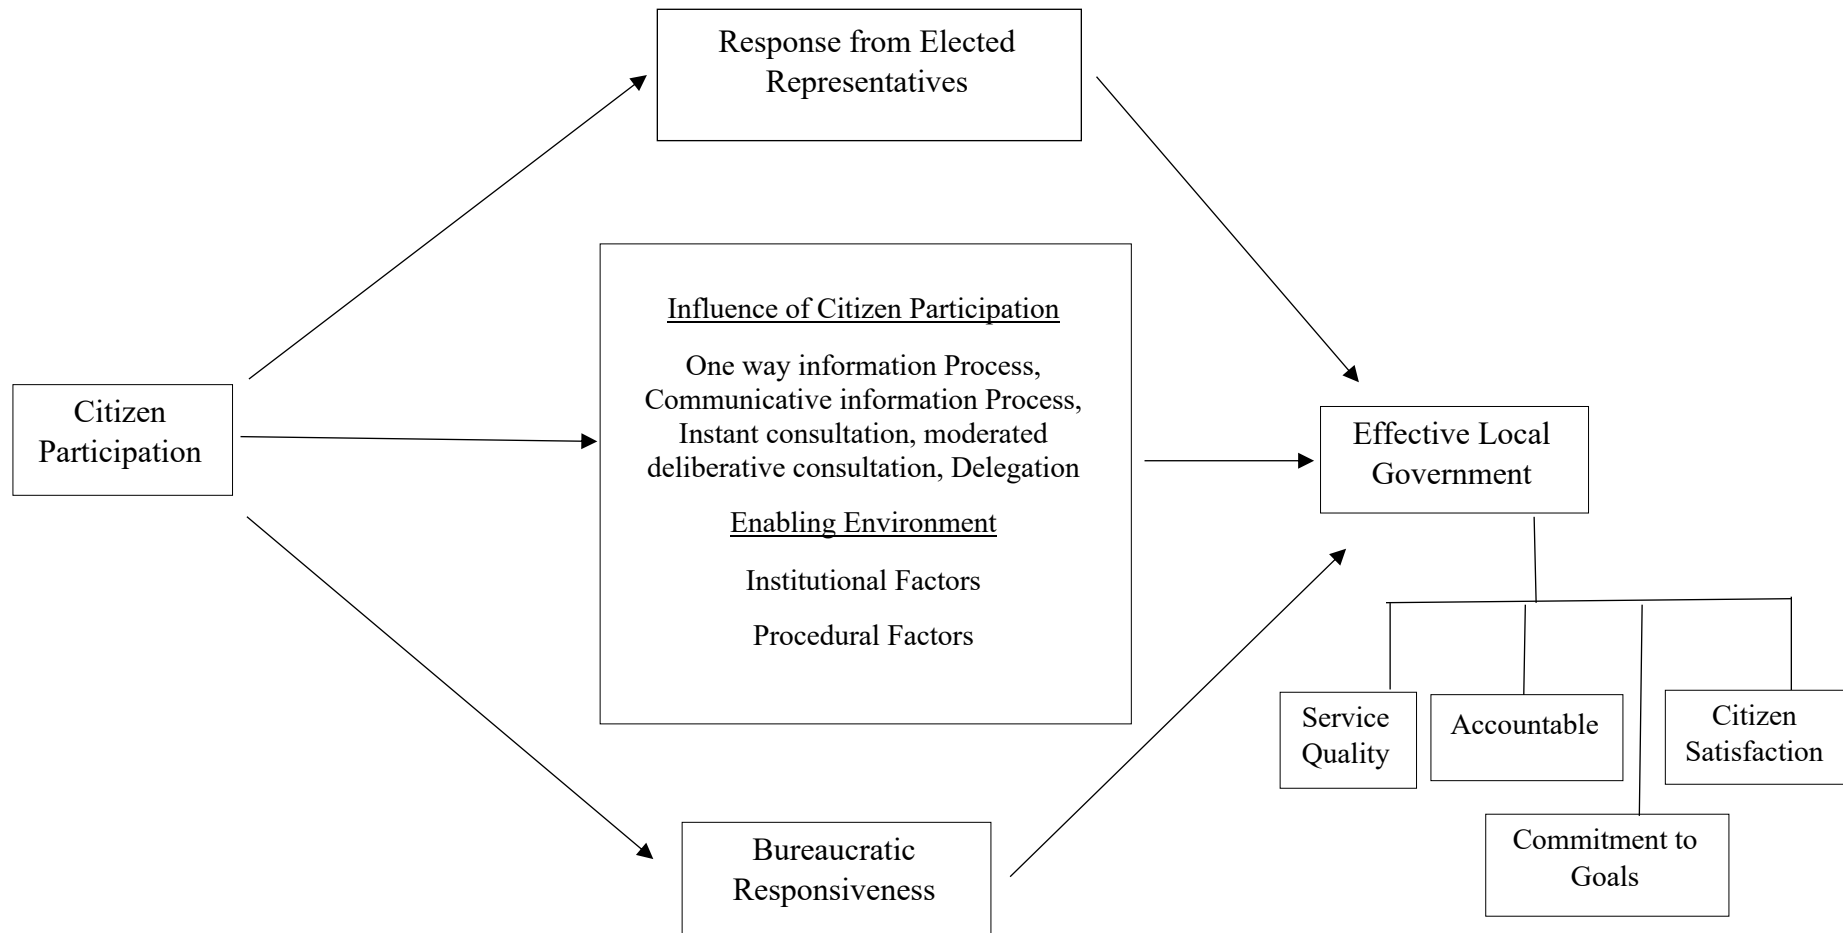 Response from Elected
Representatives
Influence of Citizen Participation
One way information Process,
Communicative information Process,
Instant consultation, moderated
deliberative consultation, Delegation
Enabling Environment
Institutional Factors
Procedural Factors
Citizen
Participation
Effective Local
Government
Service
Quality
Accountable
Citizen
Satisfaction
Commitment to
Goals
Bureaucratic
Responsiveness